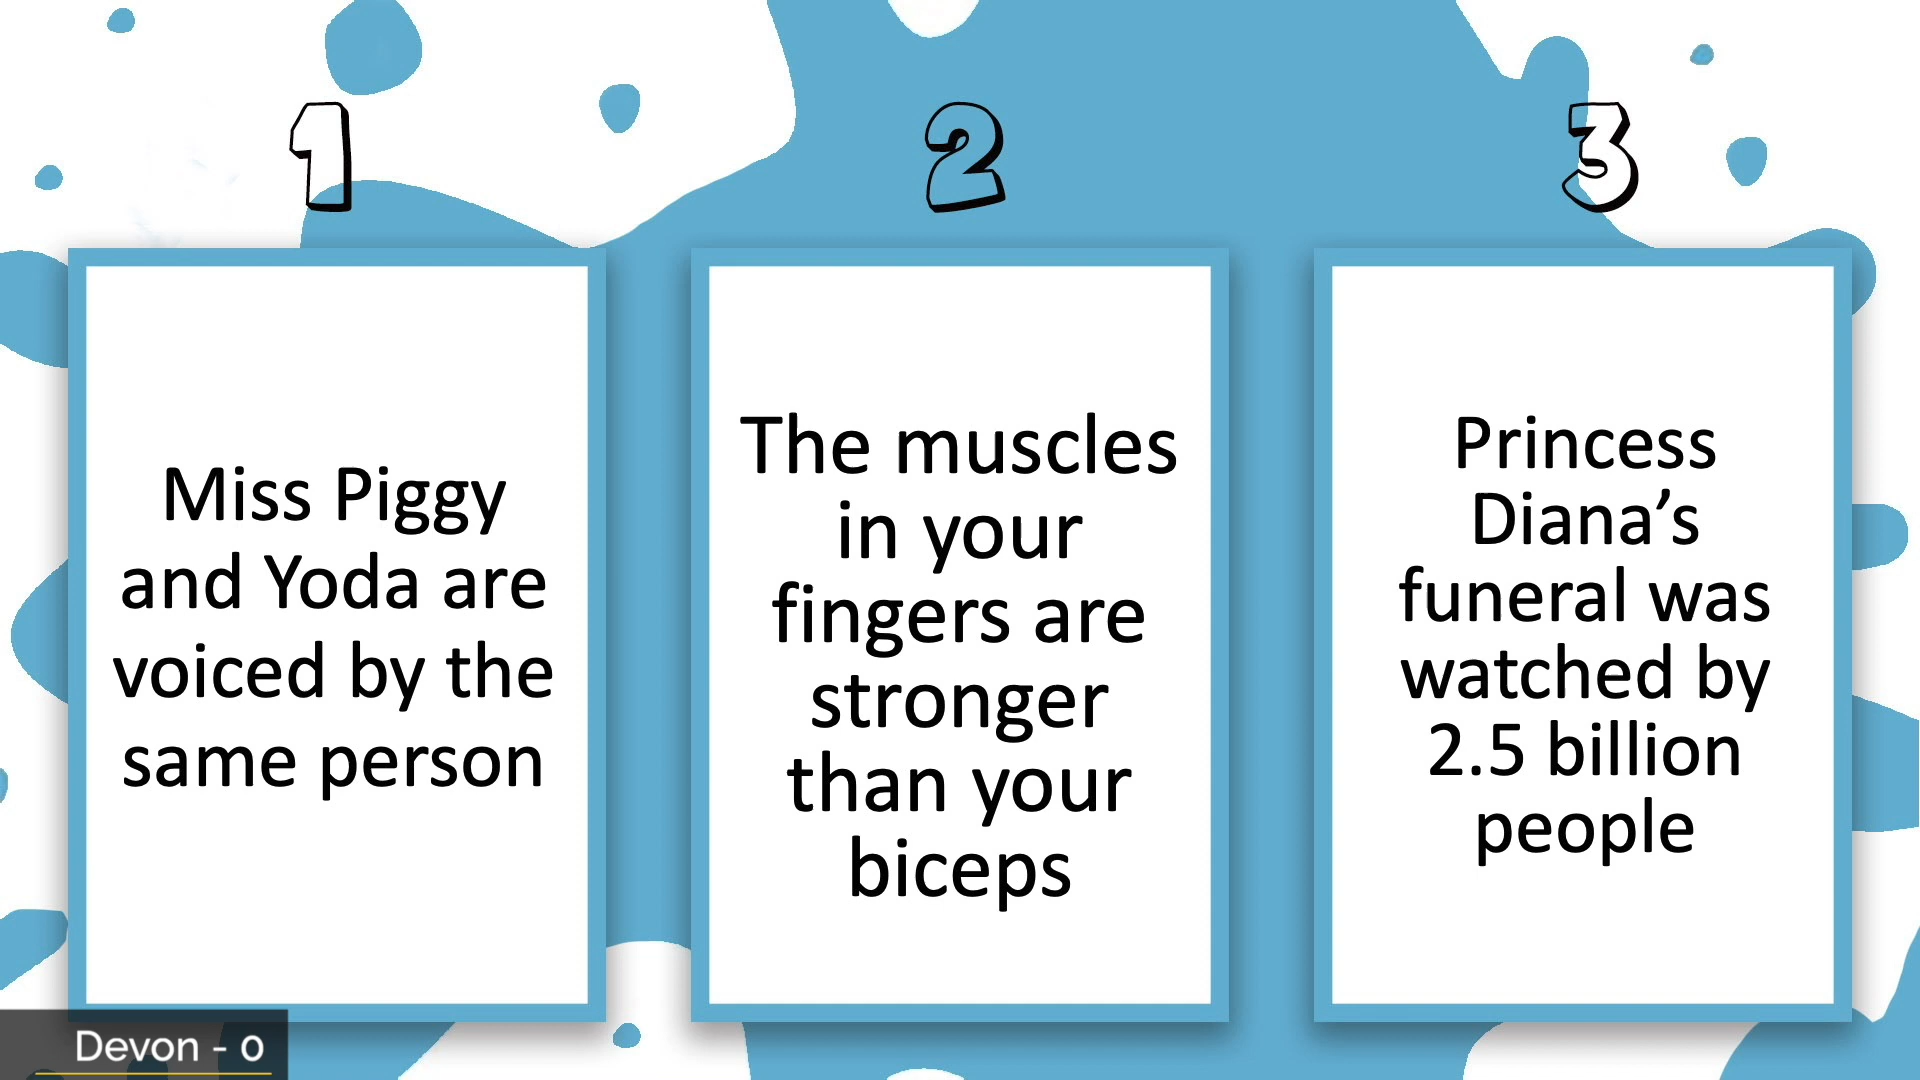 1
Miss Piggy
and Yoda are
voiced by the
same person
2
The muscles
in your
fingers are
stronger
than your
biceps
3
Princess
Diana’s
funeral was
watched by
2.5 billion
people
Devon - 0